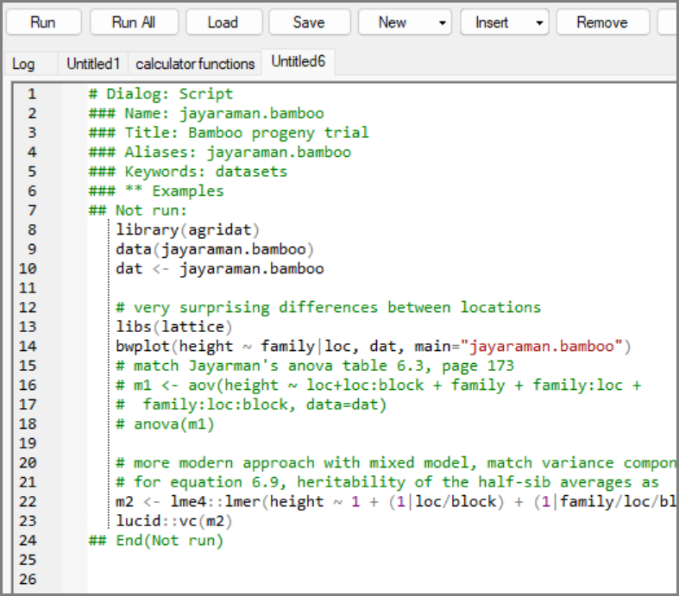 Run Run All Load Save New Insert Remove
Log Untitled1 calculator functions Untitled6
1 # Dialog: Script
2 ### Name: jayaraman.bamboo
3 ### Title: Bamboo progeny trial
4 ### Aliases: jayaraman.bamboo
5 ### Keywords: datasets
6 ### ** Examples
7 ## Not run:
8 library(agridat)
9 data(jayaraman.bamboo)
10 dat <- jayaraman.bamboo
11
12 # very surprising differences between locations
13 libs(lattice)
14 bwplot(height ~ family|loc, dat, main="jayaraman.bamboo")
15 # match Jayarman's anova table 6.3, page 173
16 # m1 <- aov(height ~ loc+loc:block + family + family:loc +
17 #  family:loc:block, data=dat)
18 # anova(m1)
19
20 # more modern approach with mixed model, match variance compon
21 # for equation 6.9, heritability of the half-sib averages as
22 m2 <- lme4::lmer(height ~ 1 + (1|loc/block) + (1|family/loc/bl
23 lucid::vc(m2)
24 ## End(Not run)
25
26